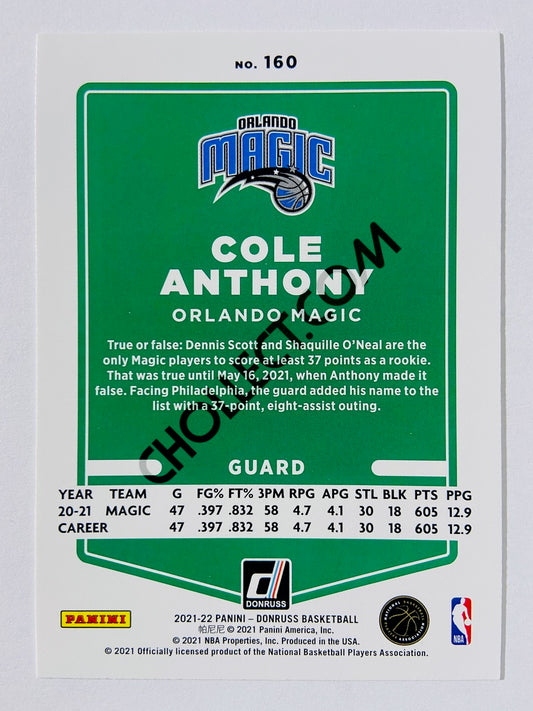 NO. 160
ORLANDO
MAGIC
COLE
ANTHONY
ORLANDO MAGIC
True or false: Dennis Scott and Shaquille O'Neal are the
only Magic players to score at least 37 points as a rookie.
That was true until May 16, 2021, when Anthony made it
false. Facing Philadelphia, the guard added his name to the
list with a 37-point, eight-assist outing.
CHOLLECT.COM
GUARD
YEAR TEAM G FG% FT% 3PM RPG APG STL BLK PTS PPG
20-21 MAGIC 47 .397 .832 58 4.7 4.1 30 18 605 12.9
CAREER 47 .397 .832 58 4.7 4.1 30 18 605 12.9
DONRUSS
PANINI
2021-22 PANINI – DONRUSS BASKETBALL
帕尼尼 © 2021 Panini America, Inc.
© 2021 NBA Properties, Inc. Produced in the USA.
© 2021 Officially licensed product of the National Basketball Players Association.
NATIONAL BASKETBALL PLAYERS ASSOCIATION
NBA